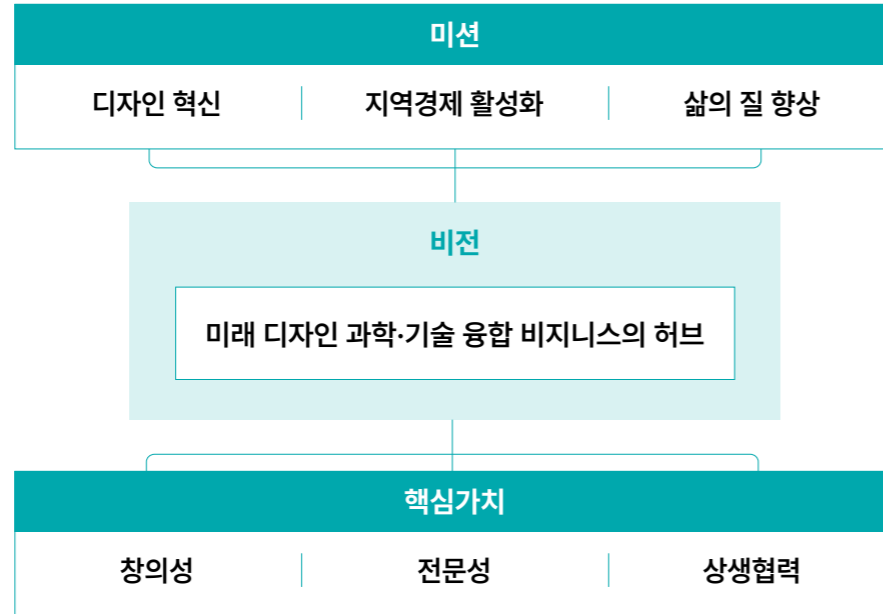 미션
디자인 혁신 지역경제 활성화 삶의 질 향상
비전
미래 디자인 과학·기술 융합 비지니스의 허브
핵심가치
창의성 전문성 상생협력